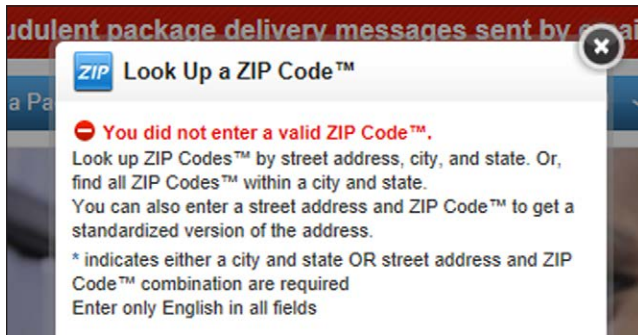 udulent package delivery messages sent by
ZIP Look Up a ZIP Code™
a Pa
You did not enter a valid ZIP Code™.
Look up ZIP Codes™ by street address, city, and state. Or,
find all ZIP Codes™ within a city and state.
You can also enter a street address and ZIP Code™ to get a
standardized version of the address.
* indicates either a city and state OR street address and ZIP
Code™ combination are required
Enter only English in all fields